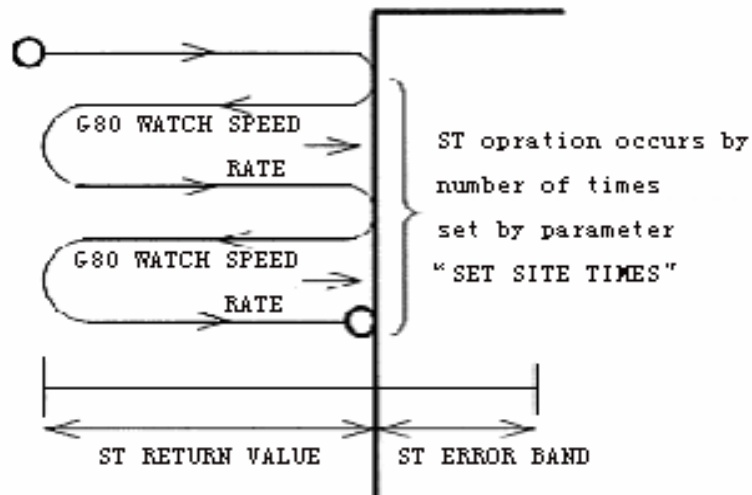 G80 WATCH SPEED
RATE
G80 WATCH SPEED
RATE
ST opration occurs by
number of times
set by parameter
"SET SITE TIMES"
ST RETURN VALUE
ST ERROR BAND